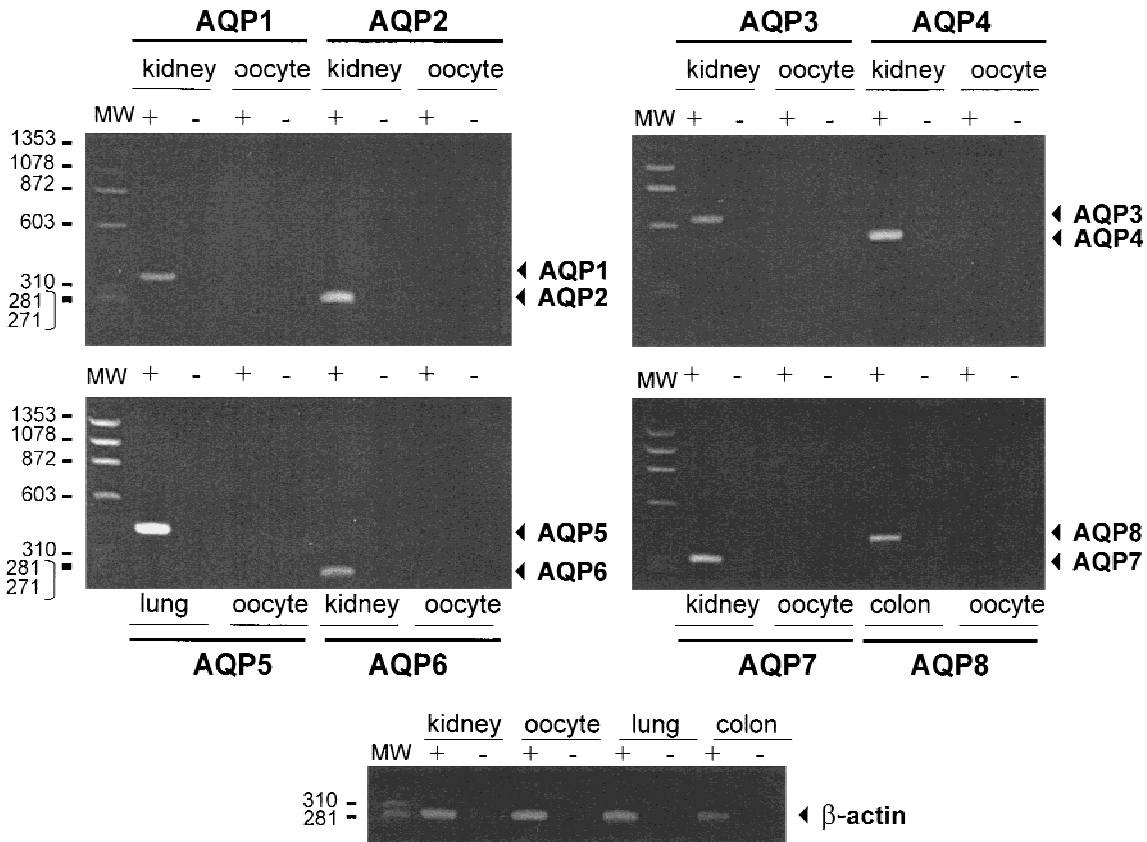 AQP1 AQP2
kidney oocyte kidney oocyte
MW + - + - + - + -
1353
1078
872
603
310
281
271
AQP1
AQP2
AQP3 AQP4
kidney oocyte kidney oocyte
MW + - + - + - + -
AQP3
AQP4
MW + - + - + - + -
1353
1078
872
603
310
281
271
AQP5
AQP6
lung oocyte kidney oocyte
AQP5 AQP6
MW + - + - + - + -
AQP8
AQP7
kidney oocyte colon oocyte
AQP7 AQP8
kidney oocyte lung colon
MW + - + - + - + -
310
281
β-actin